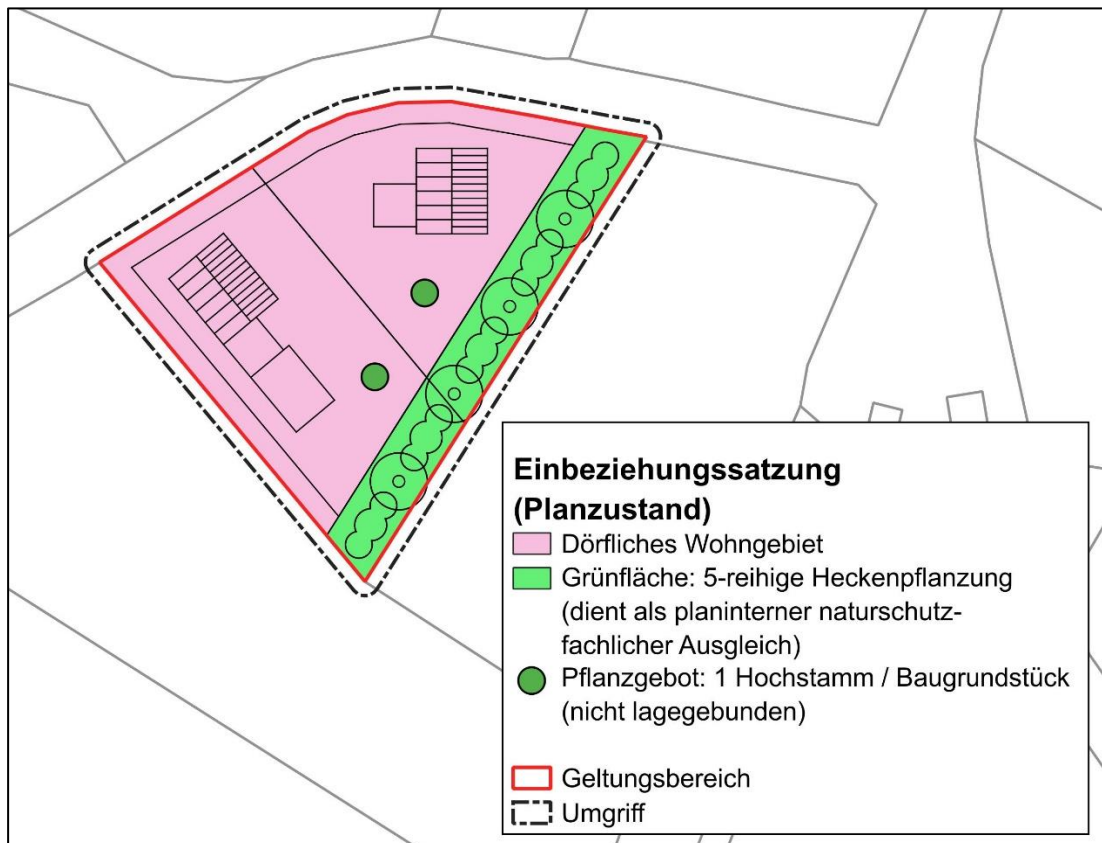 Einbeziehungssatzung
(Planzustand)
Dörfliches Wohngebiet
Grünfläche: 5-reihige Heckenpflanzung
(dient als planinterner naturschutz-
fachlicher Ausgleich)
Pflanzgebot: 1 Hochstamm / Baugrundstück
(nicht lagegebunden)
Geltungsbereich
Umgriff